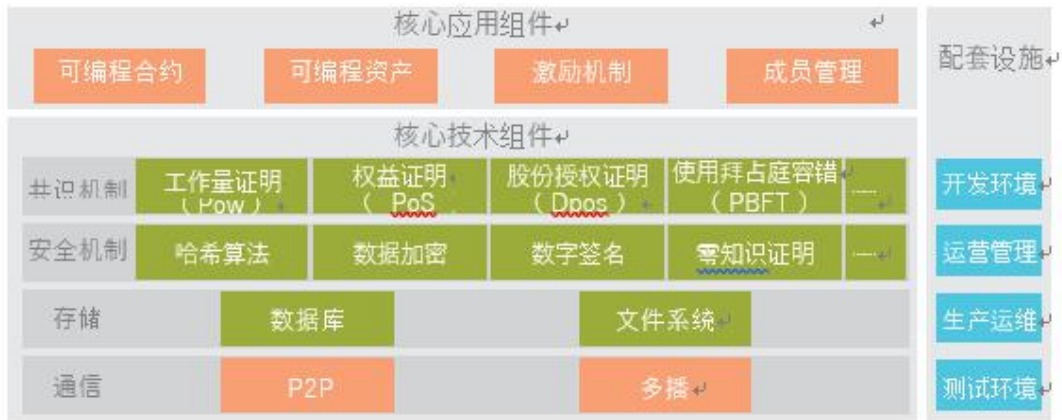 核心应用组件
可编程合约 可编程资产 激励机制 成员管理
核心技术组件
共识机制
工作量证明
（Pow）
权益证明
（PoS
股份授权证明
（Dpos）
使用拜占庭容错
（PBFT）
......
安全机制 哈希算法 数据加密 数字签名 零知识证明 ......
存储 数据库 文件系统
通信 P2P 多播
配套设施
开发环境
运营管理
生产运维
测试环境